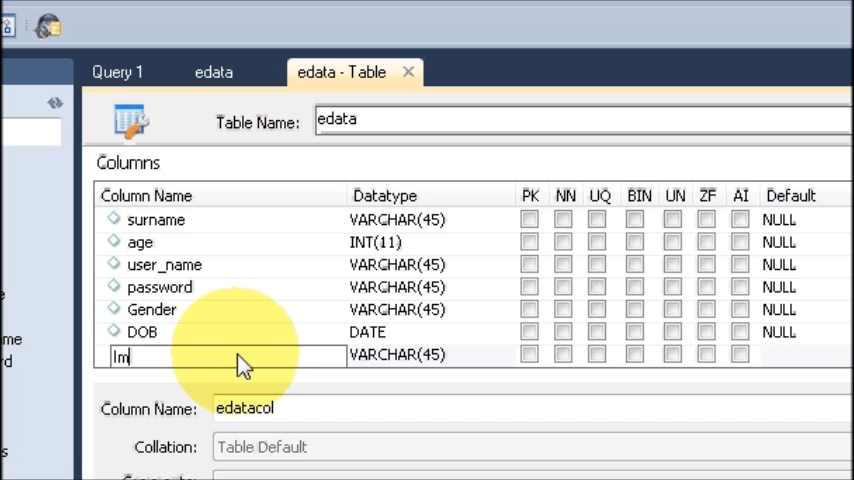 Query 1 edata edata - Table
Table Name: edata
Columns
Column Name Datatype PK NN UQ BIN UN ZF AI Default
surname VARCHAR(45) NULL
age INT(11) NULL
user_name VARCHAR(45) NULL
password VARCHAR(45) NULL
Gender VARCHAR(45) NULL
DOB DATE NULL
Im VARCHAR(45)
Column Name: edatacol
Collation: Table Default